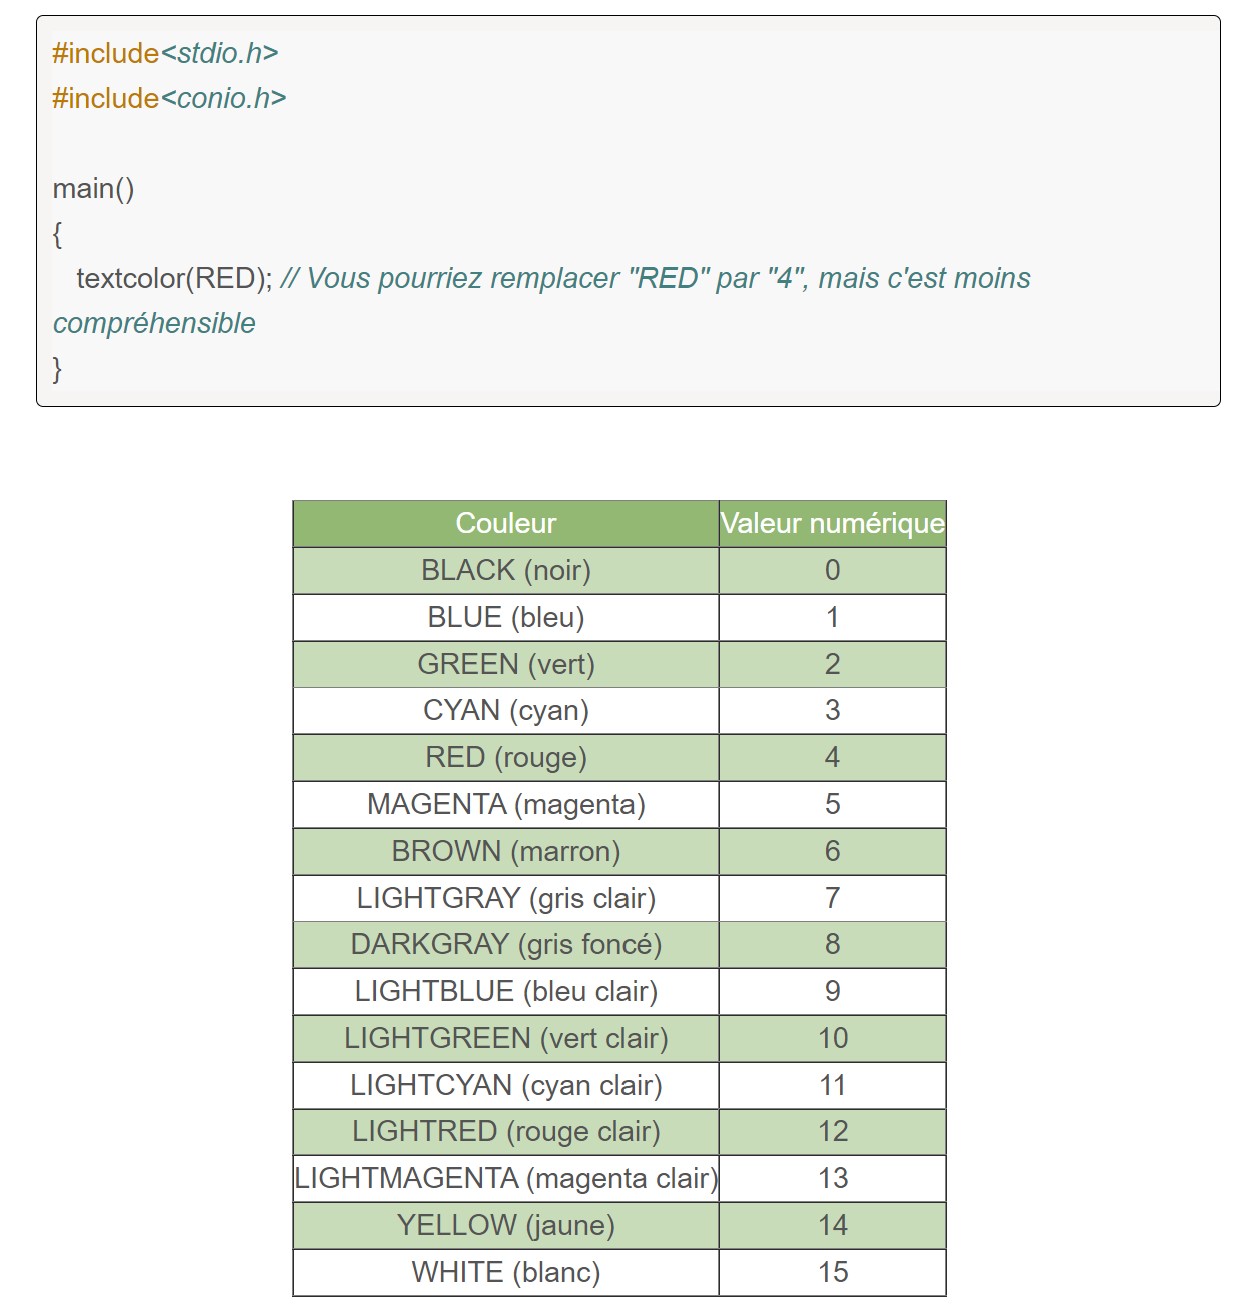 #include<stdio.h>
#include<conio.h>
main()
{
textcolor(RED); // Vous pourriez remplacer "RED" par "4", mais c'est moins
compréhensible
}
Couleur Valeur numérique
BLACK (noir) 0
BLUE (bleu) 1
GREEN (vert) 2
CYAN (cyan) 3
RED (rouge) 4
MAGENTA (magenta) 5
BROWN (marron) 6
LIGHTGRAY (gris clair) 7
DARKGRAY (gris foncé) 8
LIGHTBLUE (bleu clair) 9
LIGHTGREEN (vert clair) 10
LIGHTCYAN (cyan clair) 11
LIGHTRED (rouge clair) 12
LIGHTMAGENTA (magenta clair) 13
YELLOW (jaune) 14
WHITE (blanc) 15